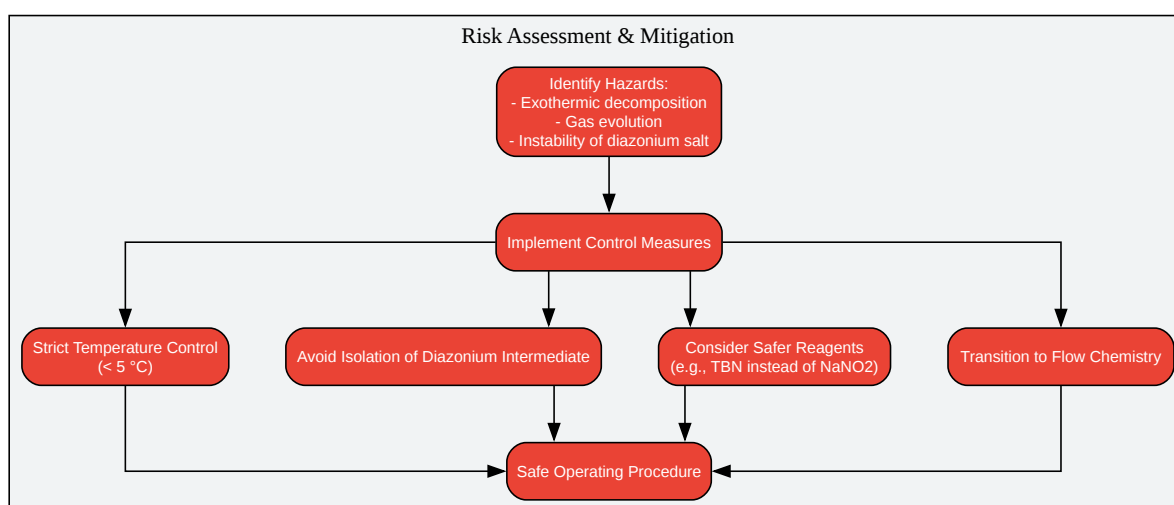 Risk Assessment & Mitigation
Identify Hazards:
- Exothermic decomposition
- Gas evolution
- Instability of diazonium salt
Implement Control Measures
Strict Temperature Control
(< 5 °C)
Avoid Isolation of Diazonium Intermediate
Consider Safer Reagents
(e.g., TBN instead of NaNO2)
Transition to Flow Chemistry
Safe Operating Procedure